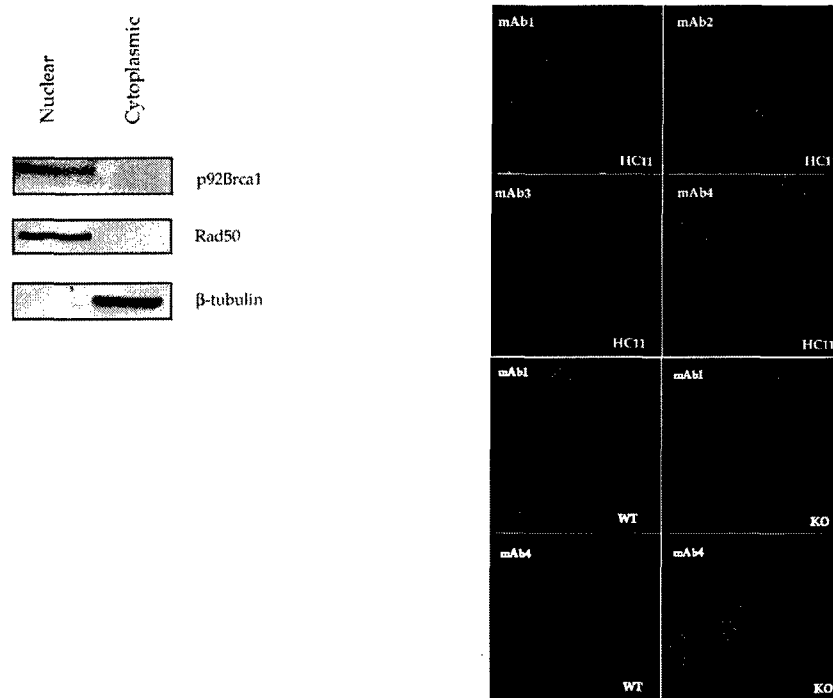 Nuclear
Cytoplasmic
p92Brca1
Rad50
β-tubulin
mAb1
mAb2
HC11
HC1
mAb3
mAb4
HC11
HC11
mAb1
mAb1
WT
KO
mAb4
mAb4
WT
KO